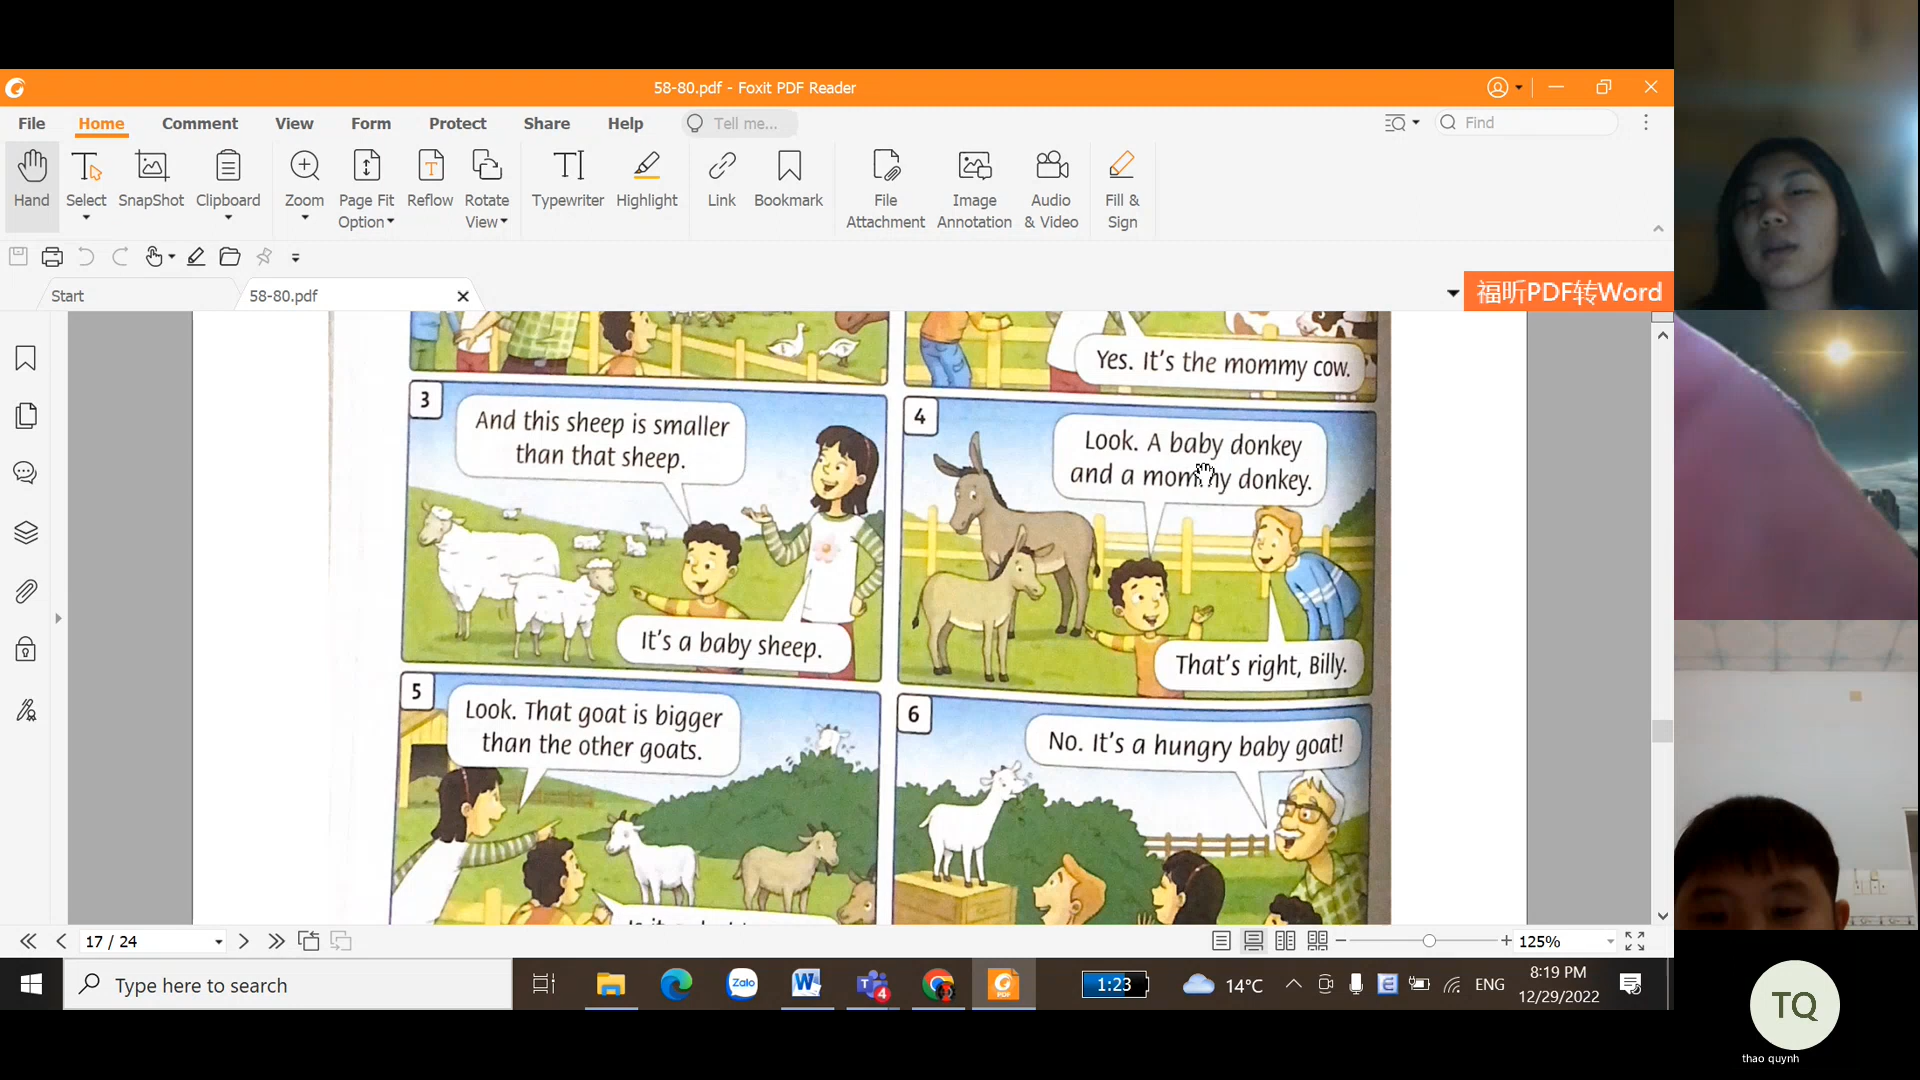 58-80.pdf - Foxit PDF Reader
File Home Comment View Form Protect Share Help Tell me... Find
Hand Select SnapShot Clipboard Zoom Page Fit Option Reflow Rotate View Typewriter Highlight Link Bookmark File Attachment Image Annotation Audio & Video Fill & Sign
Start 58-80.pdf 福昕PDF转Word
Yes. It's the mommy cow.
3
And this sheep is smaller
than that sheep.
It's a baby sheep.
4
Look. A baby donkey
and a mommy donkey.
That's right, Billy.
5
Look. That goat is bigger
than the other goats.
6
No. It's a hungry baby goat!
17 / 24
125%
Type here to search
Zalo
4
PDF
1:23
14°C
ENG
8:19 PM
12/29/2022
TQ
thao quynh